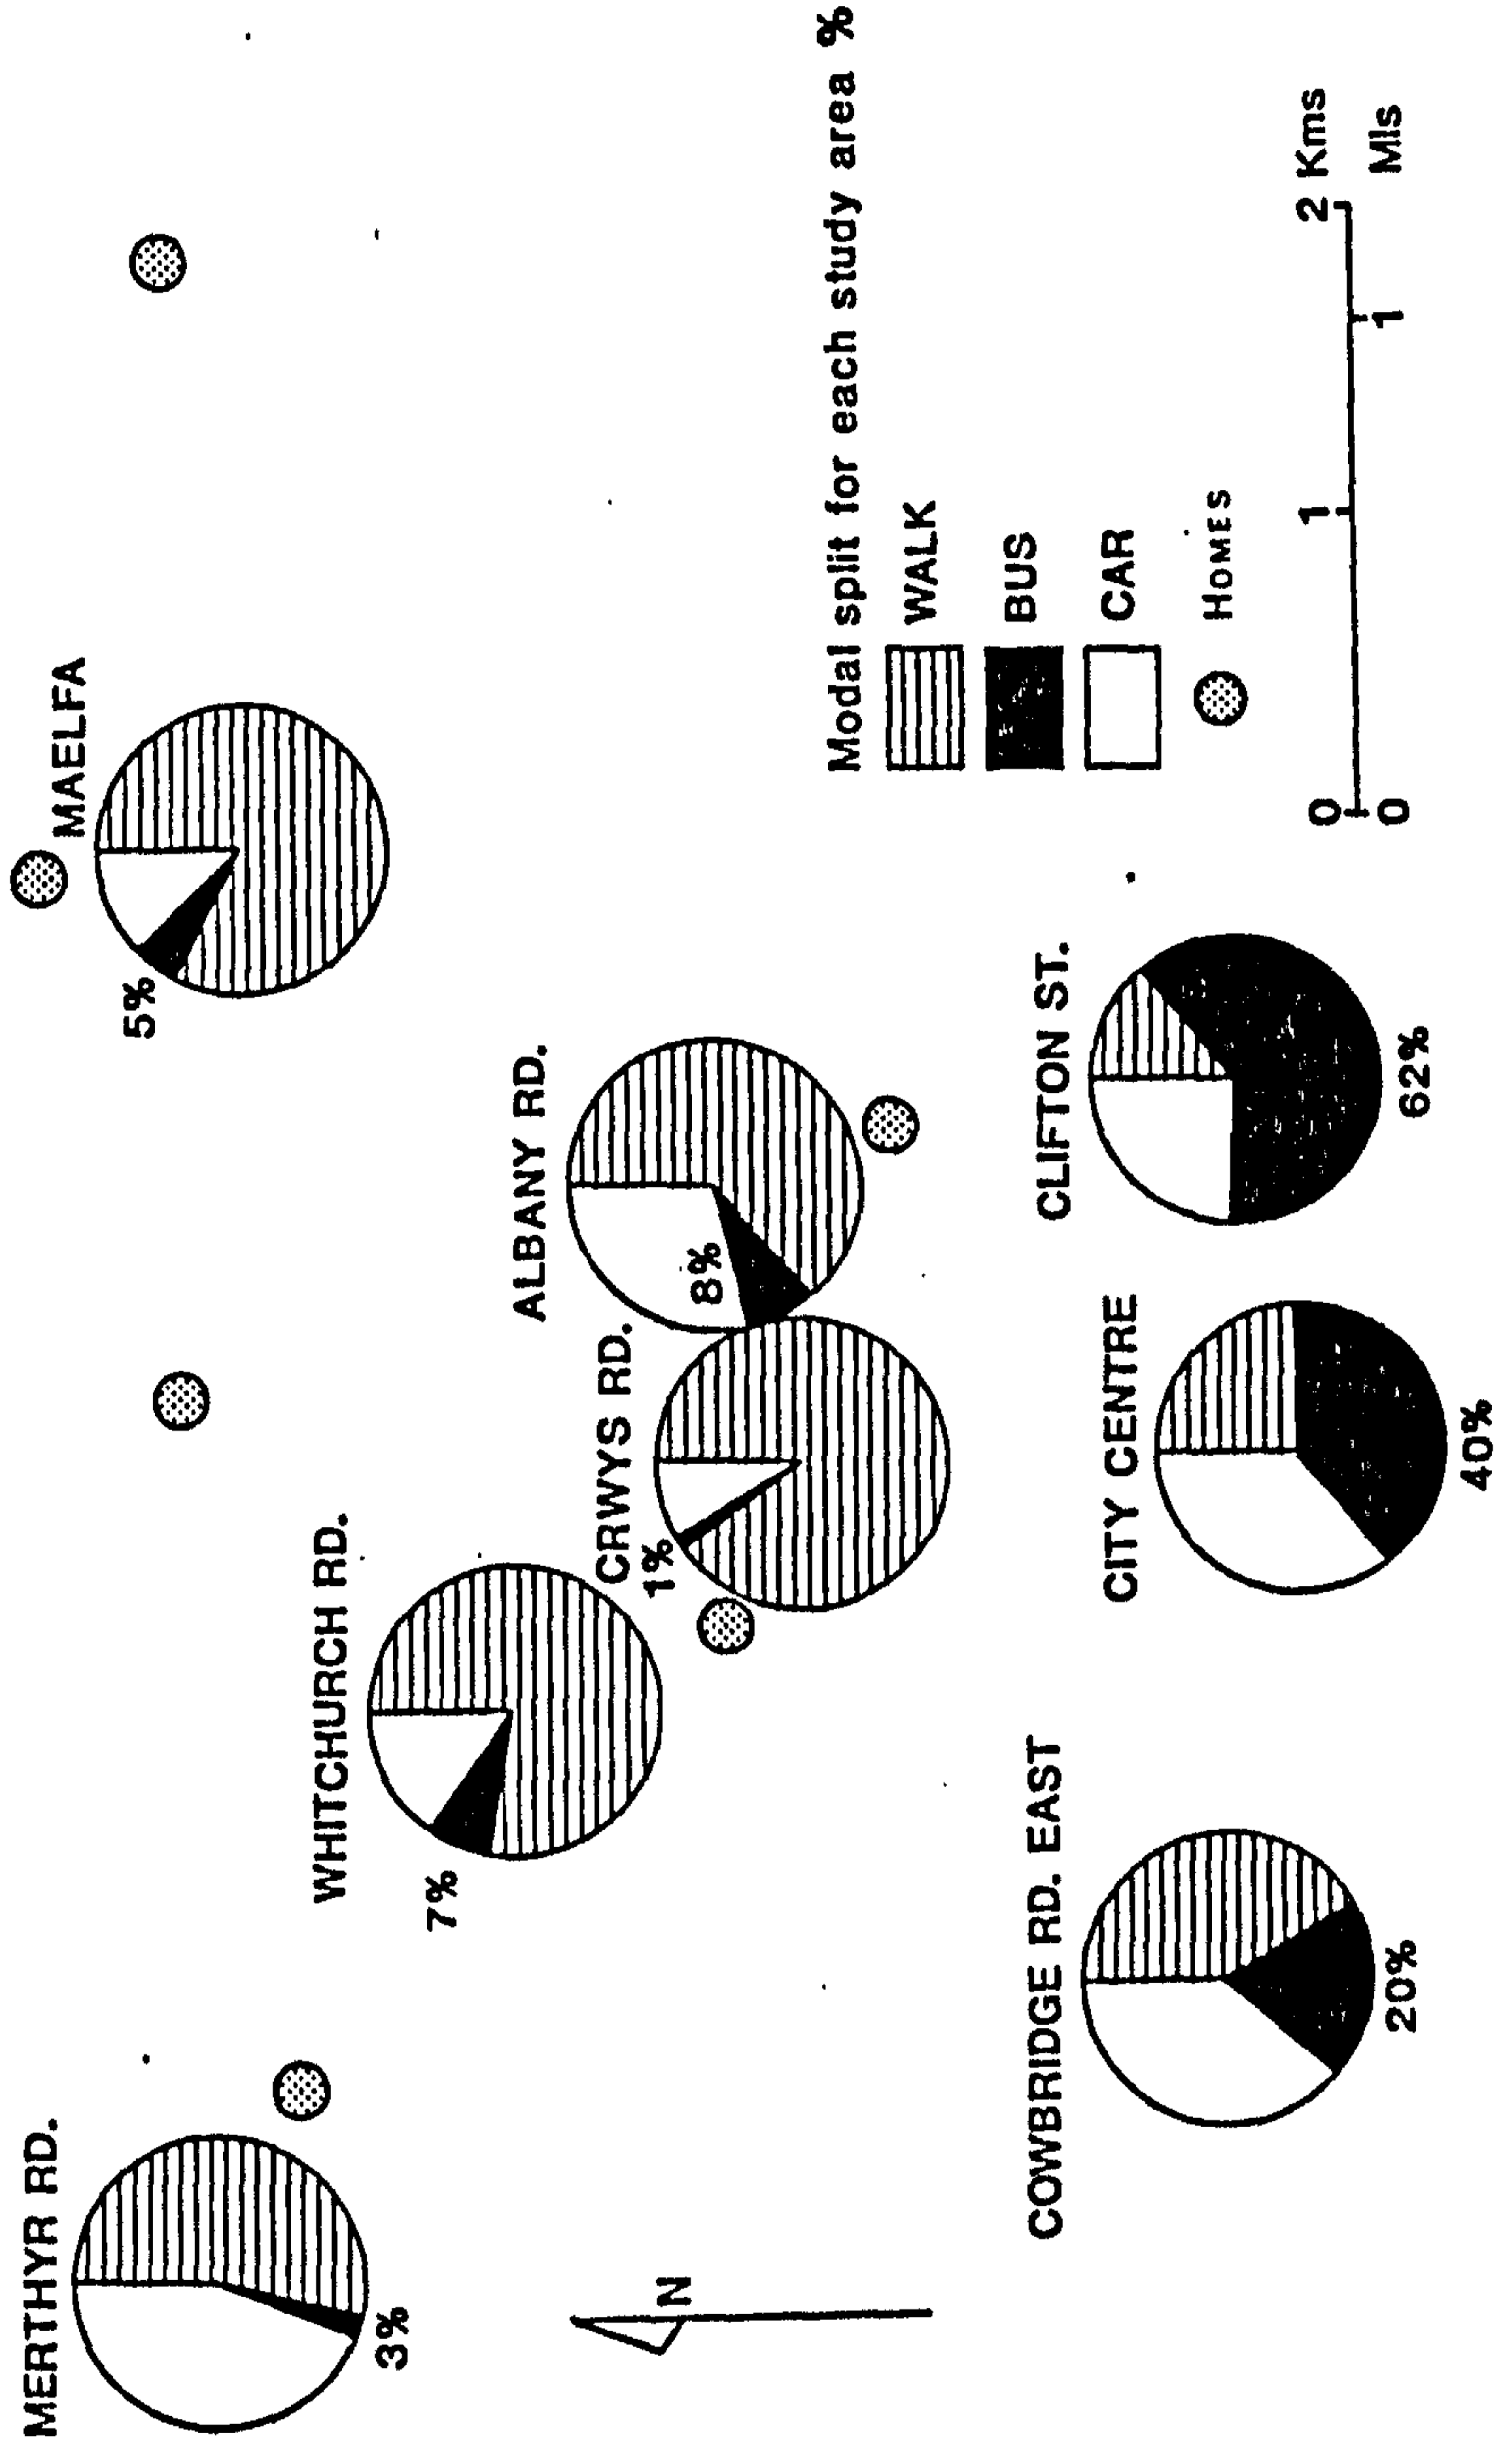 MERTHYR RD.
3%
WHITCHURCH RD.
7%
MAELFA
5%
ALBANY RD.
8%
CRWYS RD.
1%
COWBRIDGE RD. EAST
20%
CITY CENTRE
40%
CLIFTON ST.
62%
N
Modal split for each study area %
WALK
BUS
CAR
HOMES
0 1 2 Kms
0 1 Mls